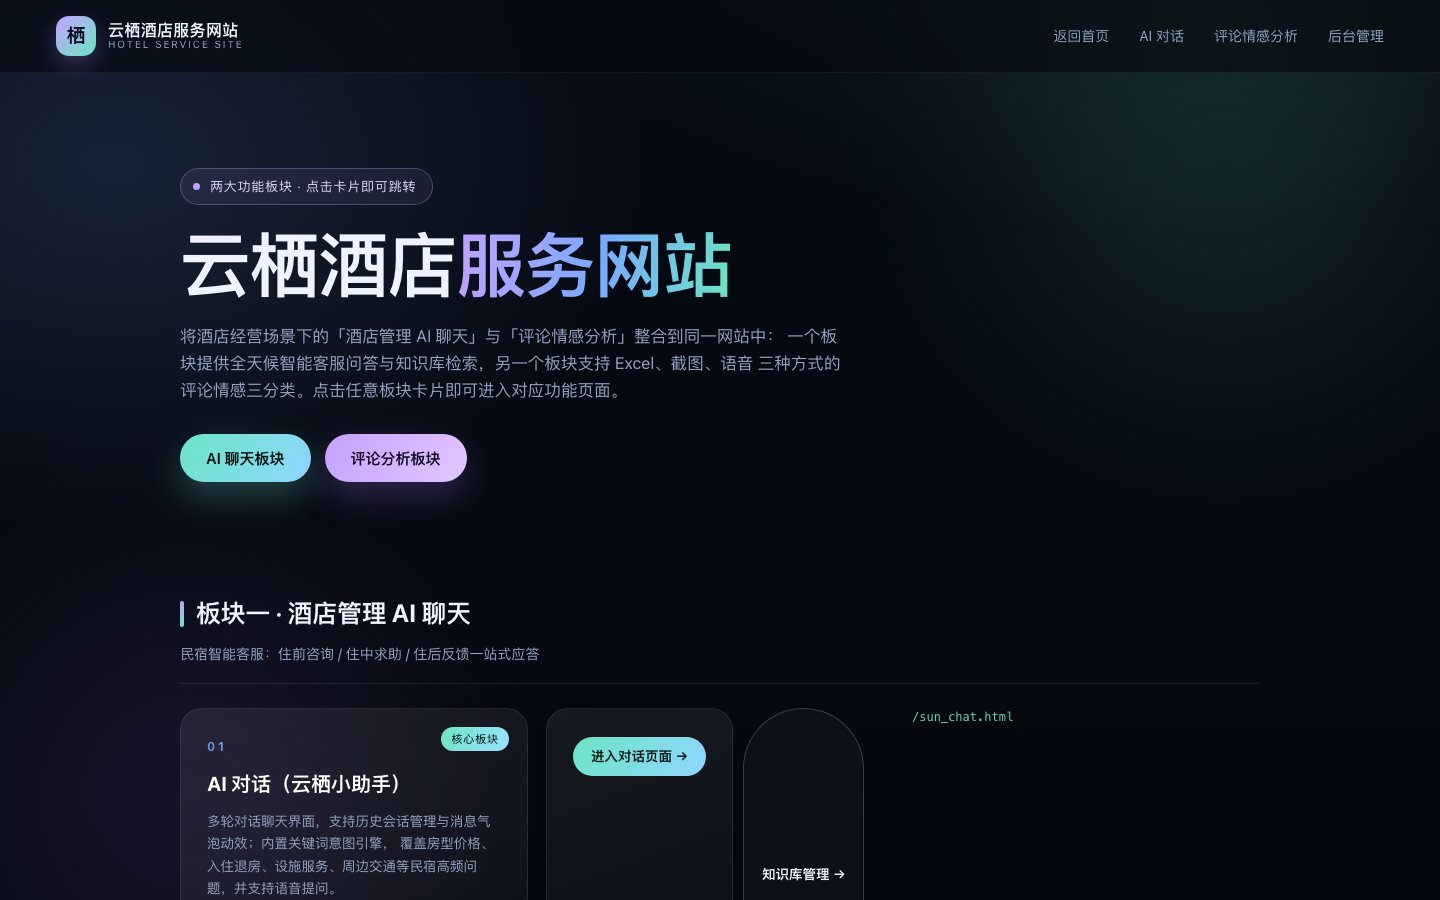 栖
云栖酒店服务网站
HOTEL SERVICE SITE
返回首页
AI 对话
评论情感分析
后台管理
两大功能板块 · 点击卡片即可跳转
云栖酒店服务网站
将酒店经营场景下的「酒店管理 AI 聊天」与「评论情感分析」整合到同一网站中： 一个板
块提供全天候智能客服问答与知识库检索，另一个板块支持 Excel、截图、语音 三种方式的
评论情感三分类。点击任意板块卡片即可进入对应功能页面。
AI 聊天板块
评论分析板块
板块一 · 酒店管理 AI 聊天
民宿智能客服：住前咨询 / 住中求助 / 住后反馈一站式应答
01
核心板块
AI 对话（云栖小助手）
多轮对话聊天界面，支持历史会话管理与消息气
泡动效；内置关键词意图引擎， 覆盖房型价格、
入住退房、设施服务、周边交通等民宿高频问
题，并支持语音提问。
进入对话页面 →
知识库管理 →
/sun_chat.html